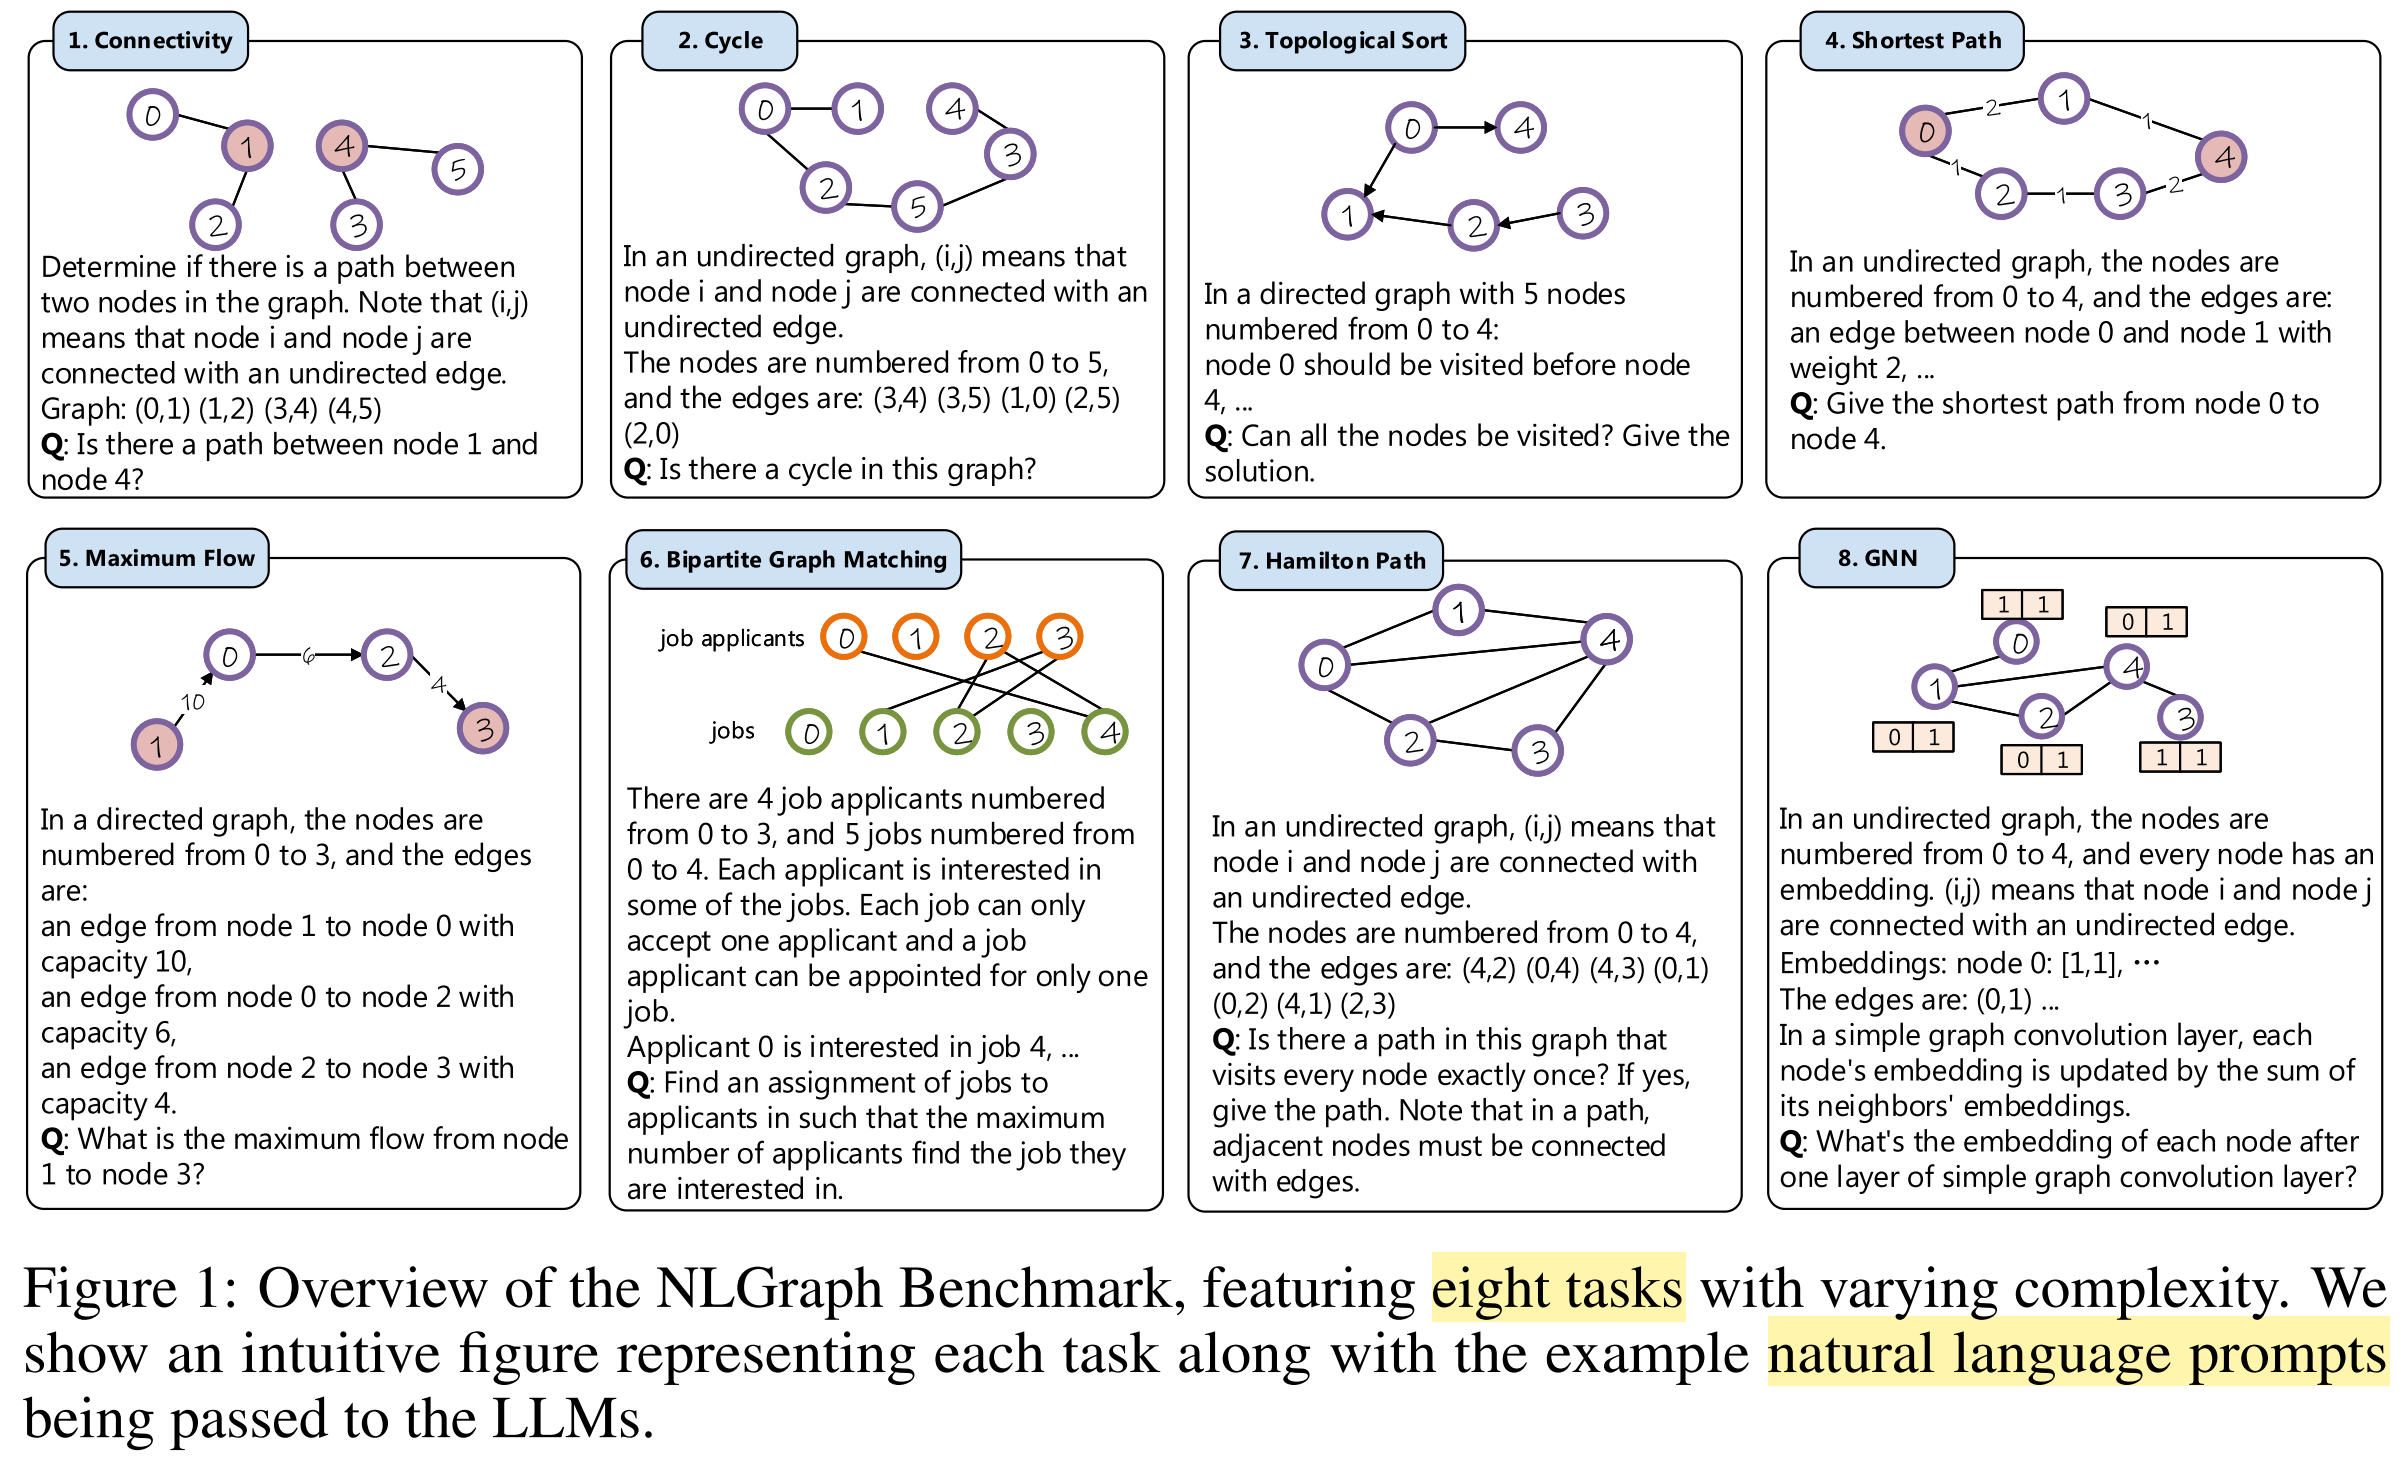 1. Connectivity
0
1
4
5
2
3
Determine if there is a path between
two nodes in the graph. Note that (i,j)
means that node i and node j are
connected with an undirected edge.
Graph: (0,1) (1,2) (3,4) (4,5)
Q: Is there a path between node 1 and
node 4?
2. Cycle
0 1 4
3
2
5
In an undirected graph, (i,j) means that
node i and node j are connected with an
undirected edge.
The nodes are numbered from 0 to 5,
and the edges are: (3,4) (3,5) (1,0) (2,5)
(2,0)
Q: Is there a cycle in this graph?
3. Topological Sort
0 4
1 2 3
In a directed graph with 5 nodes
numbered from 0 to 4:
node 0 should be visited before node
4, ...
Q: Can all the nodes be visited? Give the
solution.
4. Shortest Path
0 2 1 1 4
1 2 1 3 2
In an undirected graph, the nodes are
numbered from 0 to 4, and the edges are:
an edge between node 0 and node 1 with
weight 2, ...
Q: Give the shortest path from node 0 to
node 4.
5. Maximum Flow
0 6 2
10 4
1 3
In a directed graph, the nodes are
numbered from 0 to 3, and the edges
are:
an edge from node 1 to node 0 with
capacity 10,
an edge from node 0 to node 2 with
capacity 6,
an edge from node 2 to node 3 with
capacity 4.
Q: What is the maximum flow from node
1 to node 3?
6. Bipartite Graph Matching
job applicants 0 1 2 3
jobs 0 1 2 3 4
There are 4 job applicants numbered
from 0 to 3, and 5 jobs numbered from
0 to 4. Each applicant is interested in
some of the jobs. Each job can only
accept one applicant and a job
applicant can be appointed for only one
job.
Applicant 0 is interested in job 4, ...
Q: Find an assignment of jobs to
applicants in such that the maximum
number of applicants find the job they
are interested in.
7. Hamilton Path
1
0 4
2 3
In an undirected graph, (i,j) means that
node i and node j are connected with
an undirected edge.
The nodes are numbered from 0 to 4,
and the edges are: (4,2) (0,4) (4,3) (0,1)
(0,2) (4,1) (2,3)
Q: Is there a path in this graph that
visits every node exactly once? If yes,
give the path. Note that in a path,
adjacent nodes must be connected
with edges.
8. GNN
1 1
0 1
0
4
1
2 3
0 1
0 1
1 1
In an undirected graph, the nodes are
numbered from 0 to 4, and every node has an
embedding. (i,j) means that node i and node j
are connected with an undirected edge.
Embeddings: node 0: [1,1], ···
The edges are: (0,1) ...
In a simple graph convolution layer, each
node's embedding is updated by the sum of
its neighbors' embeddings.
Q: What's the embedding of each node after
one layer of simple graph convolution layer?
Figure 1: Overview of the NLGraph Benchmark, featuring eight tasks with varying complexity. We
show an intuitive figure representing each task along with the example natural language prompts
being passed to the LLMs.